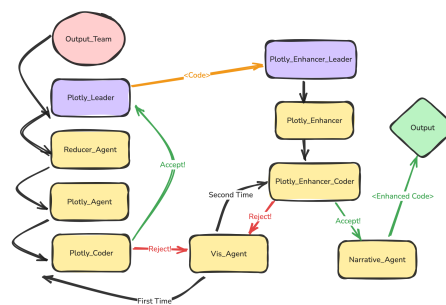 Output_Team
Plotly_Enhancer_Leader
<Code>
Plotly_Leader
Plotly_Enhancer
Output
Reducer_Agent
Accept!
Plotly_Enhancer_Coder
Plotly_Agent
Second Time
<Enhanced Code>
Reject!
Accept!
Plotly_Coder
Reject!
Vis_Agent
Narrative_Agent
First Time